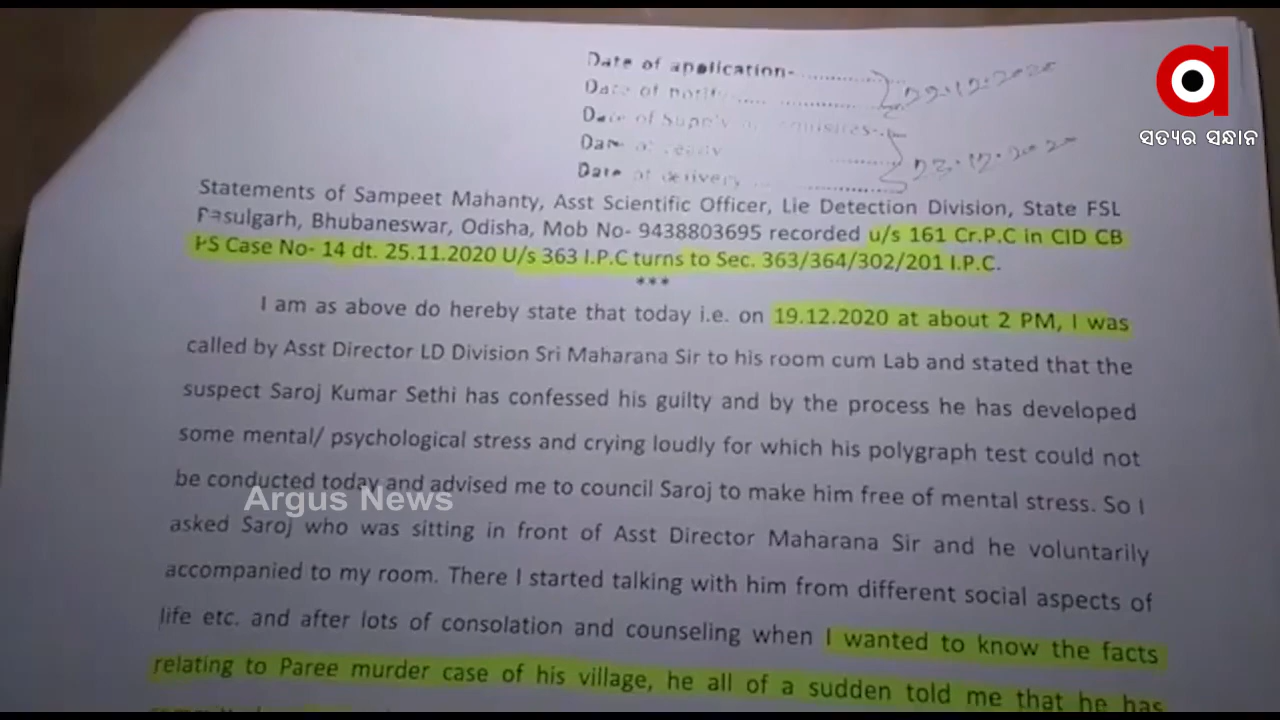 Date of application-
22.12.2020
Date of notif
Date of Supply of requisites-
Date of ready
23.12.2020
Date of delivery
ସତ୍ୟର ସନ୍ଧାନ
Statements of Sampeet Mahanty, Asst Scientific Officer, Lie Detection Division, State FSL
Rasulgarh, Bhubaneswar, Odisha, Mob No- 9438803695 recorded u/s 161 Cr.P.C in CID CB
PS Case No- 14 dt. 25.11.2020 U/s 363 I.P.C turns to Sec. 363/364/302/201 I.P.C.
***
I am as above do hereby state that today i.e. on 19.12.2020 at about 2 PM, I was
called by Asst Director LD Division Sri Maharana Sir to his room cum Lab and stated that the
suspect Saroj Kumar Sethi has confessed his guilty and by the process he has developed
some mental/ psychological stress and crying loudly for which his polygraph test could not
be conducted today and advised me to council Saroj to make him free of mental stress. So I
Argus News
asked Saroj who was sitting in front of Asst Director Maharana Sir and he voluntarily
accompanied to my room. There I started talking with him from different social aspects of
life etc. and after lots of consolation and counseling when I wanted to know the facts
relating to Paree murder case of his village, he all of a sudden told me that he has